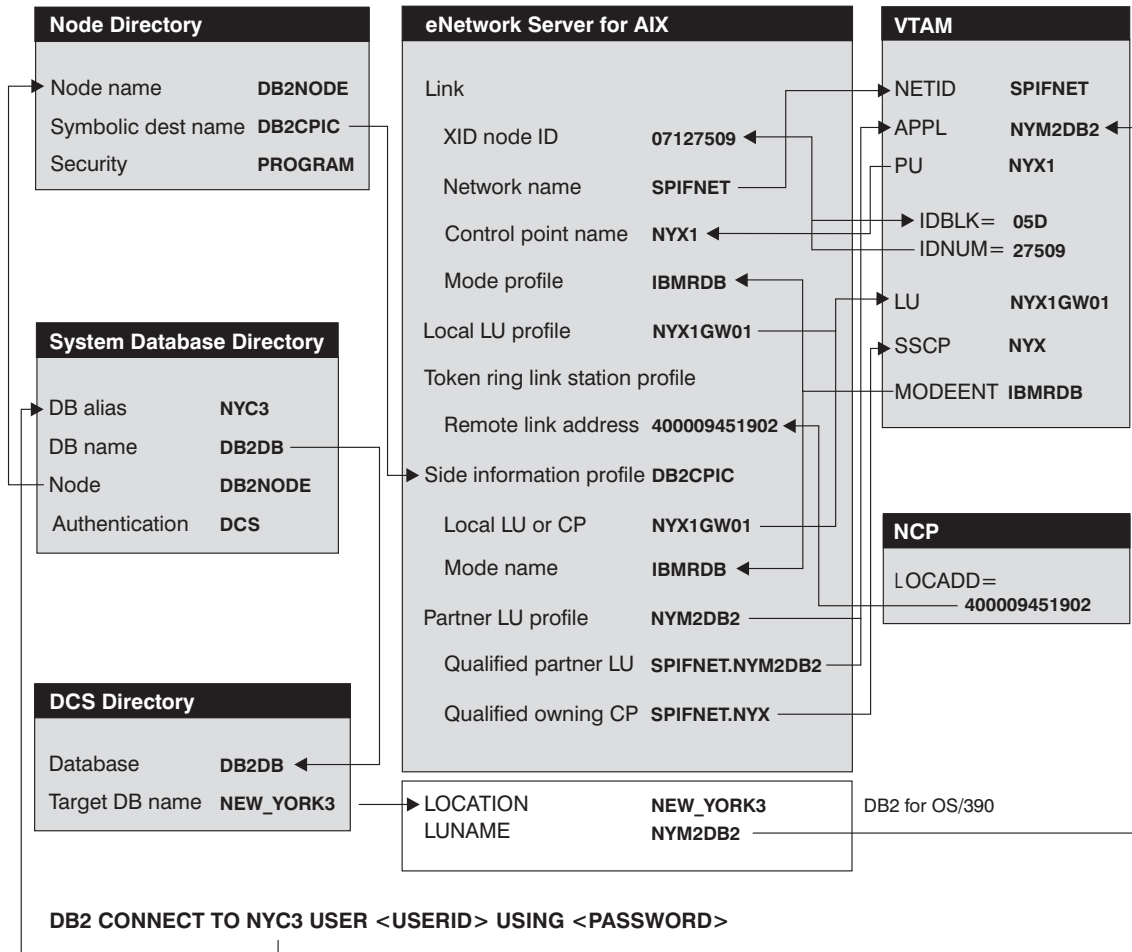 Node Directory
Node name DB2NODE
Symbolic dest name DB2CPIC
Security PROGRAM
System Database Directory
DB alias NYC3
DB name DB2DB
Node DB2NODE
Authentication DCS
DCS Directory
Database DB2DB
Target DB name NEW_YORK3
eNetwork Server for AIX
Link
XID node ID 07127509
Network name SPIFNET
Control point name NYX1
Mode profile IBMRDB
Local LU profile NYX1GW01
Token ring link station profile
Remote link address 400009451902
Side information profile DB2CPIC
Local LU or CP NYX1GW01
Mode name IBMRDB
Partner LU profile NYM2DB2
Qualified partner LU SPIFNET.NYM2DB2
Qualified owning CP SPIFNET.NYX
LOCATION NEW_YORK3
LUNAME NYM2DB2
DB2 for OS/390
VTAM
NETID SPIFNET
APPL NYM2DB2
PU NYX1
IDBLK= 05D
IDNUM= 27509
LU NYX1GW01
SSCP NYX
MODEENT IBMRDB
NCP
LOCADD=
400009451902
DB2 CONNECT TO NYC3 USER <USERID> USING <PASSWORD>